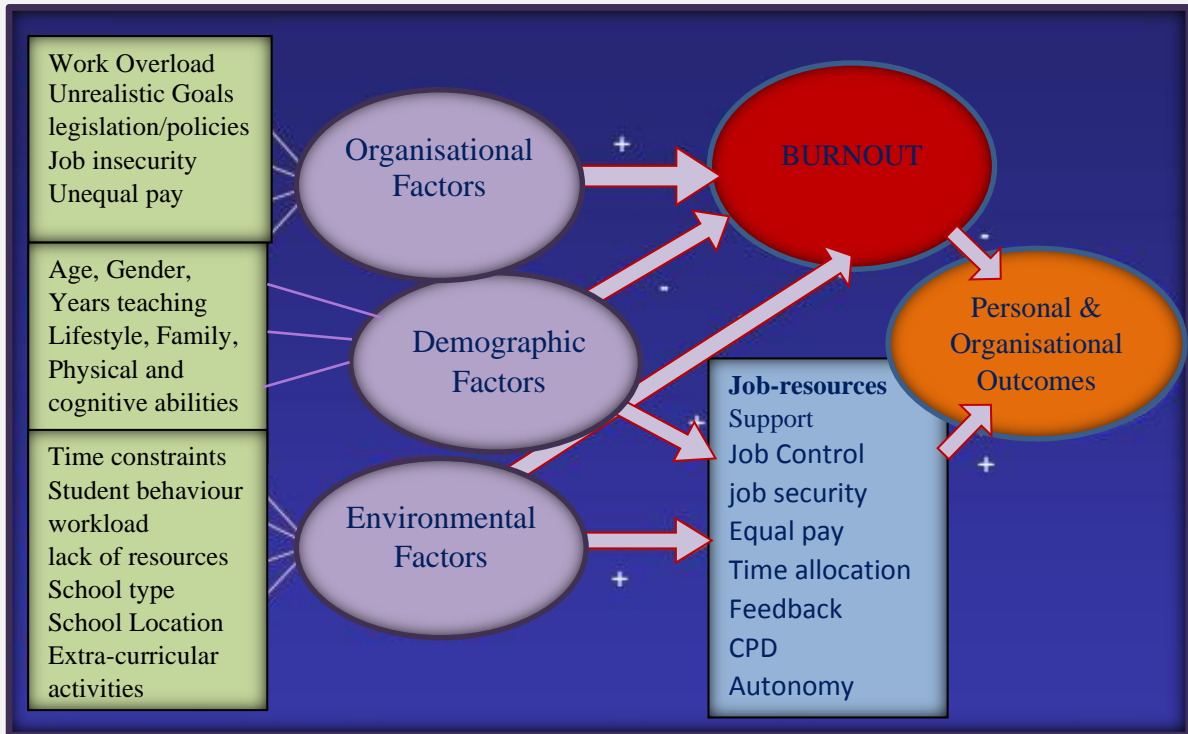 Work Overload
Unrealistic Goals
legislation/policies
Job insecurity
Unequal pay
Organisational
Factors
+
BURNOUT
Age, Gender,
Years teaching
Lifestyle, Family,
Physical and
cognitive abilities
Demographic
Factors
-
-
Personal &
Organisational
Outcomes
Time constraints
Student behaviour
workload
lack of resources
School type
School Location
Extra-curricular
activities
Environmental
Factors
+
+
Job-resources
Support
Job Control
job security
Equal pay
Time allocation
Feedback
CPD
Autonomy
+